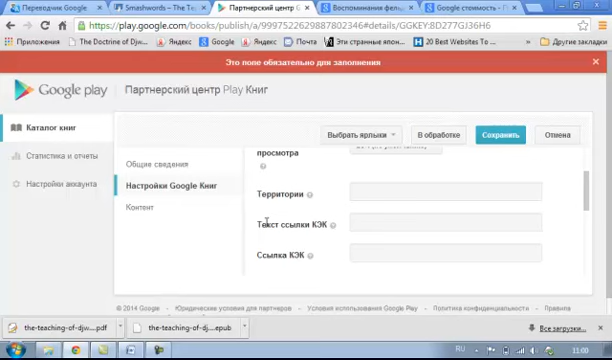 Переводчик Google
Smashwords – The Te
Партнерский центр
Воспоминания фель
Google стоимость – П
https://play.google.com/books/publish/a/9997522629887802346#details/GGKEY:8D277GJ36H6
Приложения
The Doctrine of Djw
Яндекс
Google
Почта
Эти странные японс
20 Best Websites To
Другие закладки
Это поле обязательно для заполнения
Google play
Партнерский центр Play Книг
Каталог книг
Статистика и отчеты
Настройки аккаунта
Выбрать ярлыки
В обработке
Сохранить
Отмена
Общие сведения
Настройки Google Книг
Контент
просмотра
Территории
Текст ссылки КЭК
Ссылка КЭК
© 2014 Google
Юридические условия для партнеров
Условия использования Google Play
Политика конфиденциальности
Правила
the-teaching-of-djw....pdf
the-teaching-of-dj....epub
Все загрузки...
RU
11:00